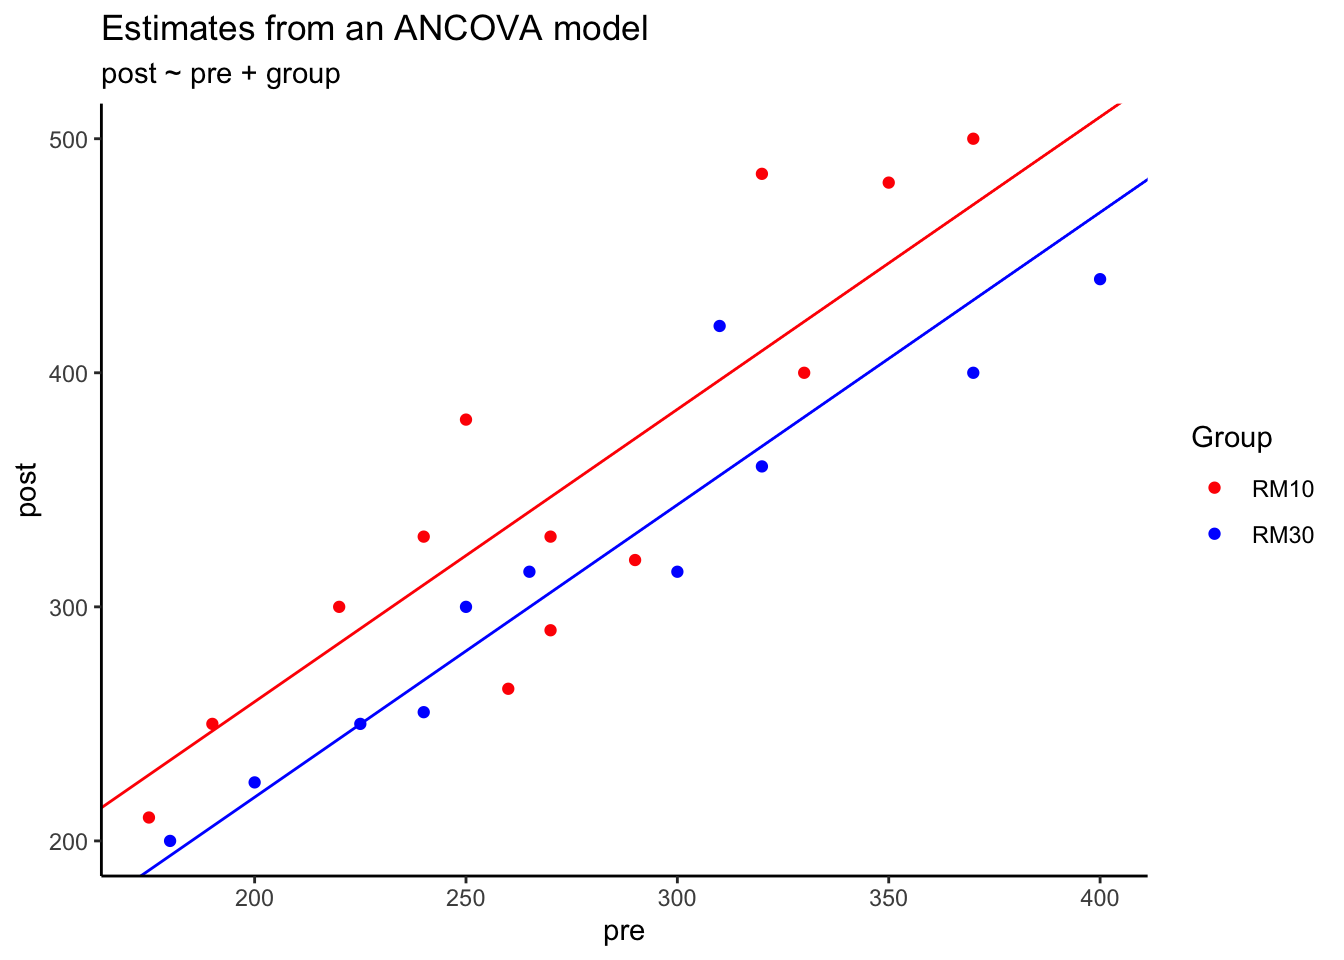 Estimates from an ANCOVA model
post ~ pre + group
500
400
300
200
post
200 250 300 350 400
pre
Group
RM10
RM30